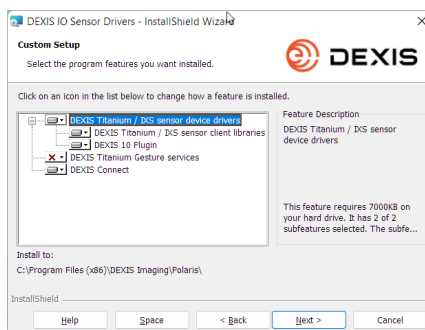 DEXIS IO Sensor Drivers - InstallShield Wizard
Custom Setup
Select the program features you want installed.
DEXIS
Click on an icon in the list below to change how a feature is installed.
DEXIS Titanium / IXS sensor device drivers
DEXIS Titanium / IXS sensor client libraries
DEXIS 10 Plugin
DEXIS Titanium Gesture services
DEXIS Connect
Feature Description
DEXIS Titanium / IXS sensor
device drivers
This feature requires 7000KB on
your hard drive. It has 2 of 2
subfeatures selected. The subfe...
Install to:
C:\Program Files (x86)\DEXIS Imaging\Polaris\
InstallShield
Help
Space
< Back
Next >
Cancel